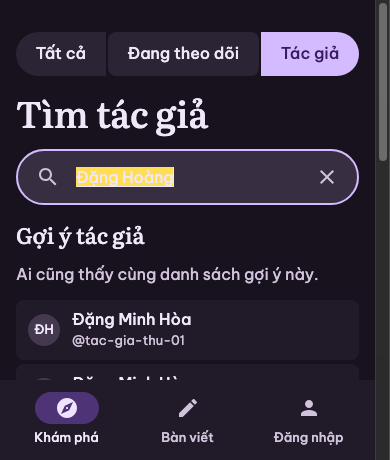 Tất cả
Đang theo dõi
Tác giả
Tìm tác giả
Đặng Hoàng
Gợi ý tác giả
Ai cũng thấy cùng danh sách gợi ý này.
ĐH
Đặng Minh Hòa
@tac-gia-thu-01
Khám phá
Bàn viết
Đăng nhập